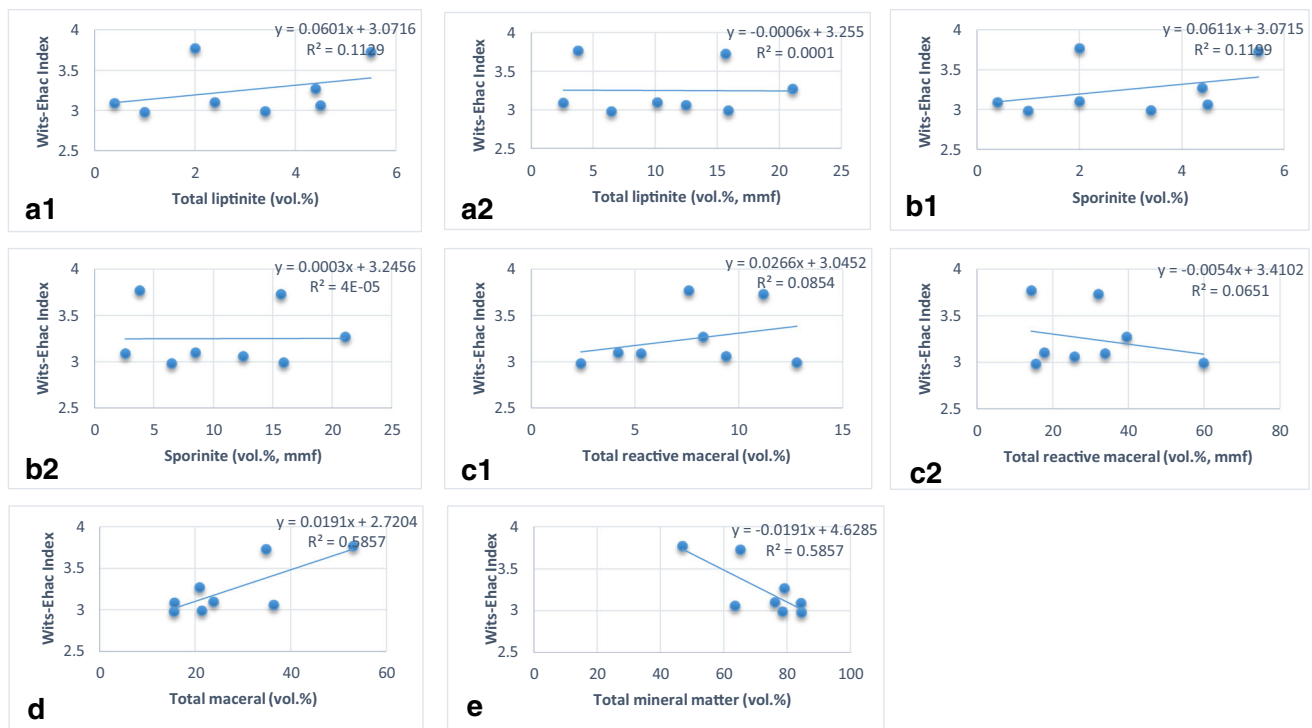 y = 0.0601x + 3.0716
R² = 0.1129
Wits-Ehac Index
4
3.5
3
2.5
0 2 4 6
Total liptinite (vol.%)
a1
y = -0.0006x + 3.255
R² = 0.0001
Wits-Ehac Index
4
3.5
3
2.5
0 5 10 15 20 25
Total liptinite (vol.%, mmf)
a2
y = 0.0611x + 3.0715
R² = 0.1199
Wits-Ehac Index
4
3.5
3
2.5
0 2 4 6
Sporinite (vol.%)
b1
y = 0.0003x + 3.2456
R² = 4E-05
Wits-Ehac Index
4
3.5
3
2.5
0 5 10 15 20 25
Sporinite (vol.%, mmf)
b2
y = 0.0266x + 3.0452
R² = 0.0854
Wits-Ehac Index
4
3.5
3
2.5
0 5 10 15
Total reactive maceral (vol.%)
c1
y = -0.0054x + 3.4102
R² = 0.0651
Wits-Ehac Index
4
3.5
3
2.5
0 20 40 60 80
Total reactive maceral (vol.%, mmf)
c2
y = 0.0191x + 2.7204
R² = 0.5857
Wits-Ehac Index
4
3.5
3
2.5
0 20 40 60
Total maceral (vol.%)
d
y = -0.0191x + 4.6285
R² = 0.5857
Wits-Ehac Index
4
3.5
3
2.5
0 20 40 60 80 100
Total mineral matter (vol.%)
e